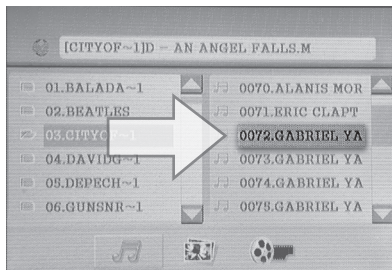 [CITYOF~1]D - AN ANGEL FALLS.M
01.BALADA~1
02.BEATLES
03.CITYOF~1
04.DAVIDG~1
05.DEPECH~1
06.GUNSNR~1
0070.ALANIS MOR
0071.ERIC CLAPT
0072.GABRIEL YA
0073.GABRIEL YA
0074.GABRIEL YA
0075.GABRIEL YA